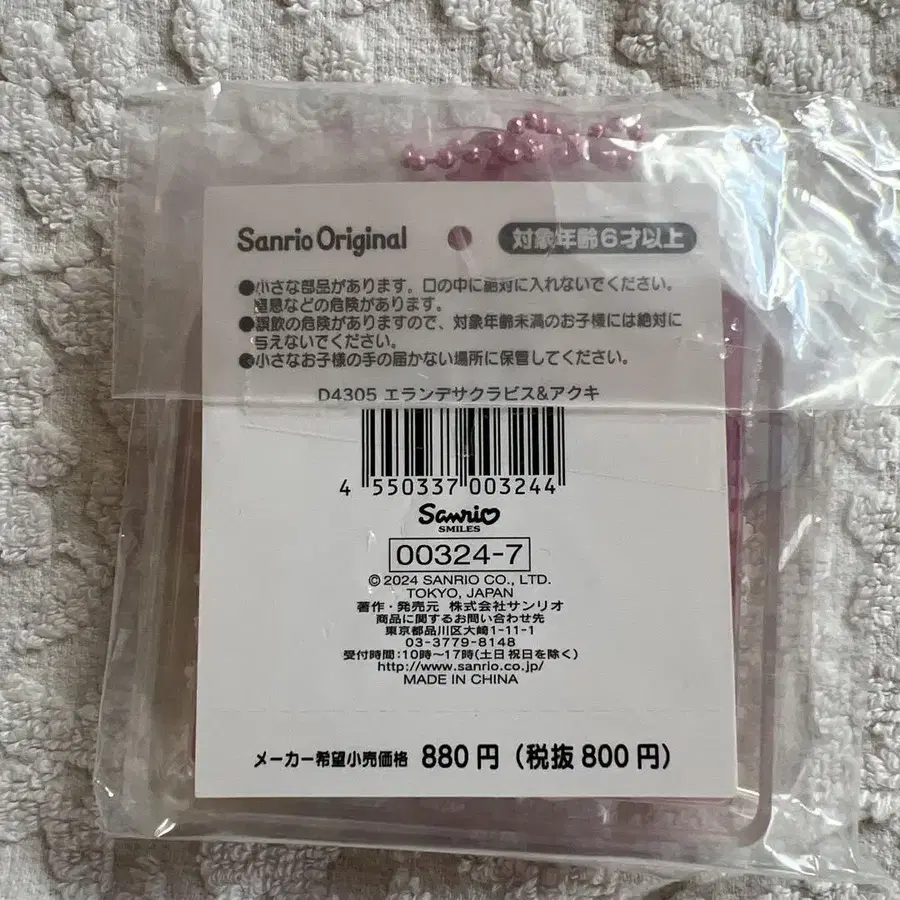 Sanrio Original
対象年齢6才以上
●小さな部品があります。口の中に絶対に入れないでください。
窒息などの危険があります。
●誤飲の危険がありますので、対象年齢未満のお子様には絶対に
与えないでください。
●小さなお子様の手の届かない場所に保管してください。
D4305 エランデサクラビス&アクキ
4 550337 003244
Sanrio
SMILES
00324-7
© 2024 SANRIO CO., LTD.
TOKYO, JAPAN
著作・発売元 株式会社サンリオ
商品に関するお問い合わせ先
東京都品川区大崎1-11-1
03-3779-8148
受付時間:10時〜17時(土日祝日を除く)
http://www.sanrio.co.jp/
MADE IN CHINA
メーカー希望小売価格 880円(税抜800円)